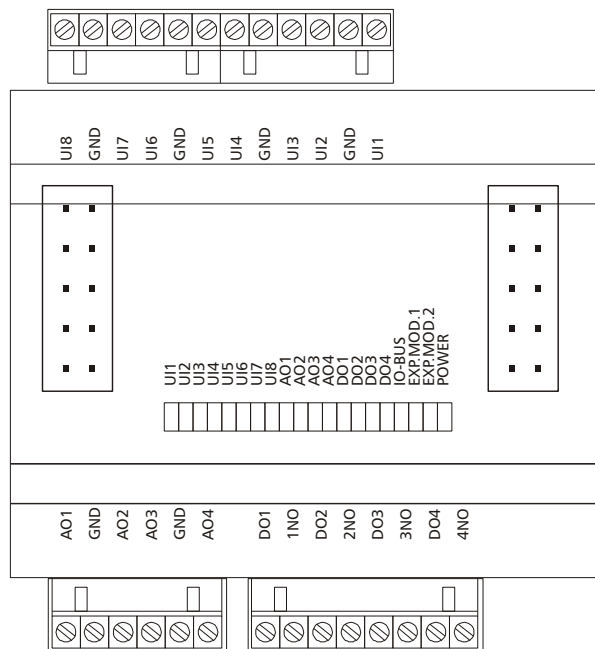 UI8
GND
UI7
UI6
GND
UI5
UI4
GND
UI3
UI2
GND
UI1
UI1
UI2
UI3
UI4
UI5
UI6
UI7
UI8
AO1
AO2
AO3
AO4
DO1
DO2
DO3
DO4
IO-BUS
EXP.MOD.1
EXP.MOD.2
POWER
AO1
GND
AO2
AO3
GND
AO4
DO1
1NO
DO2
2NO
DO3
3NO
DO4
4NO